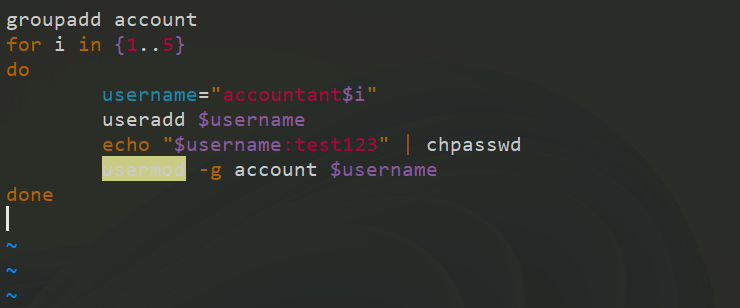 groupadd account
for i in {1..5}
do
username="accountant$i"
useradd $username
echo "$username:test123" | chpasswd
usermod -g account $username
done
~
~
~